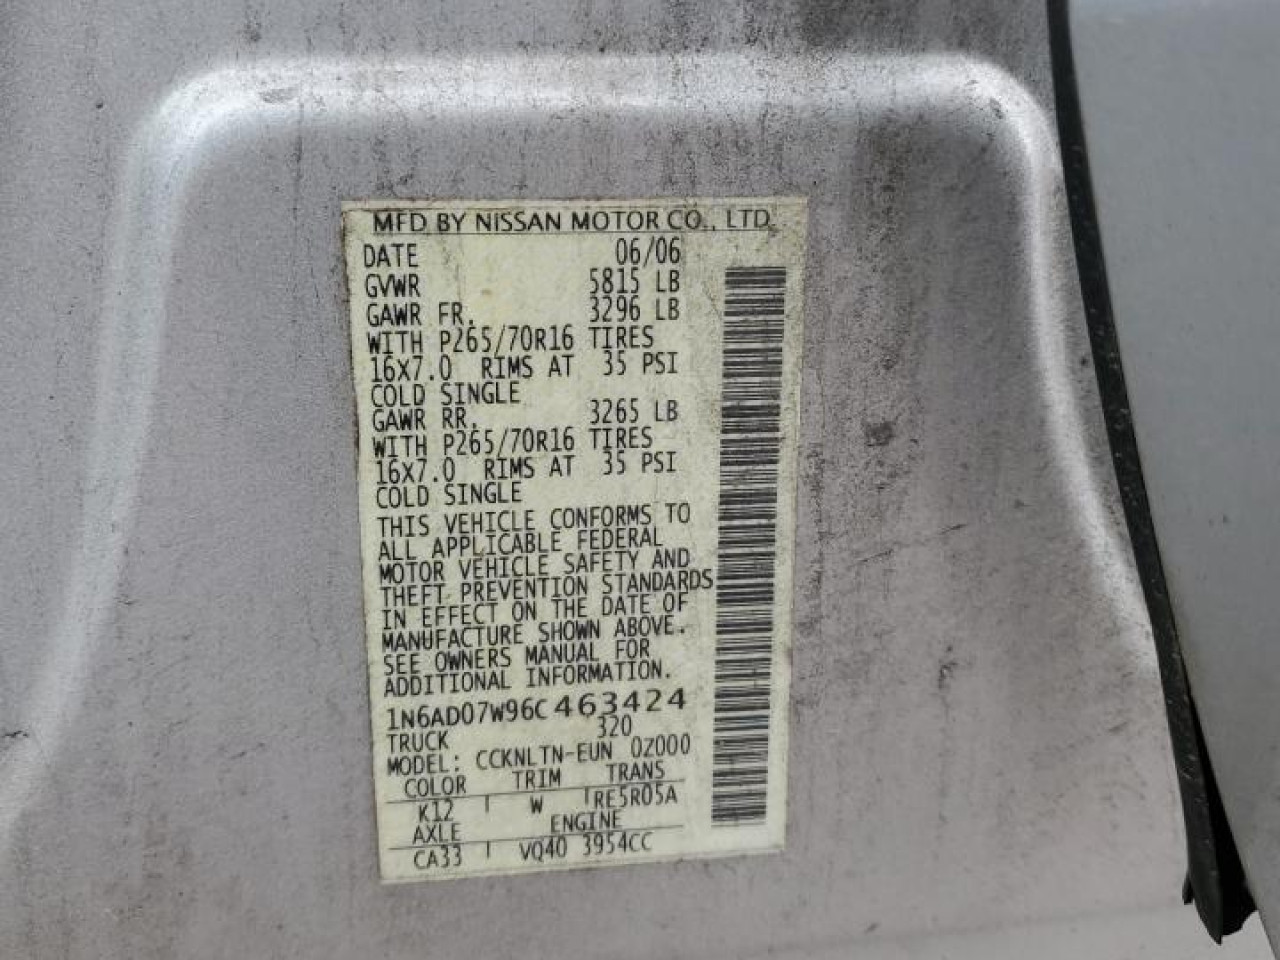 MFD BY NISSAN MOTOR CO., LTD.
DATE 06/06
GVWR 5815 LB
GAWR FR. 3296 LB
WITH P265/70R16 TIRES
16X7.0 RIMS AT 35 PSI
COLD SINGLE
GAWR RR. 3265 LB
WITH P265/70R16 TIRES
16X7.0 RIMS AT 35 PSI
COLD SINGLE
THIS VEHICLE CONFORMS TO
ALL APPLICABLE FEDERAL
MOTOR VEHICLE SAFETY AND
THEFT PREVENTION STANDARDS
IN EFFECT ON THE DATE OF
MANUFACTURE SHOWN ABOVE.
SEE OWNERS MANUAL FOR
ADDITIONAL INFORMATION.
1N6AD07W96C463424
TRUCK 320
MODEL: CCKNLTN-EUN 0Z000
COLOR TRIM TRANS
K12 W RE5R05A
AXLE ENGINE
CA33 VQ40 3954CC